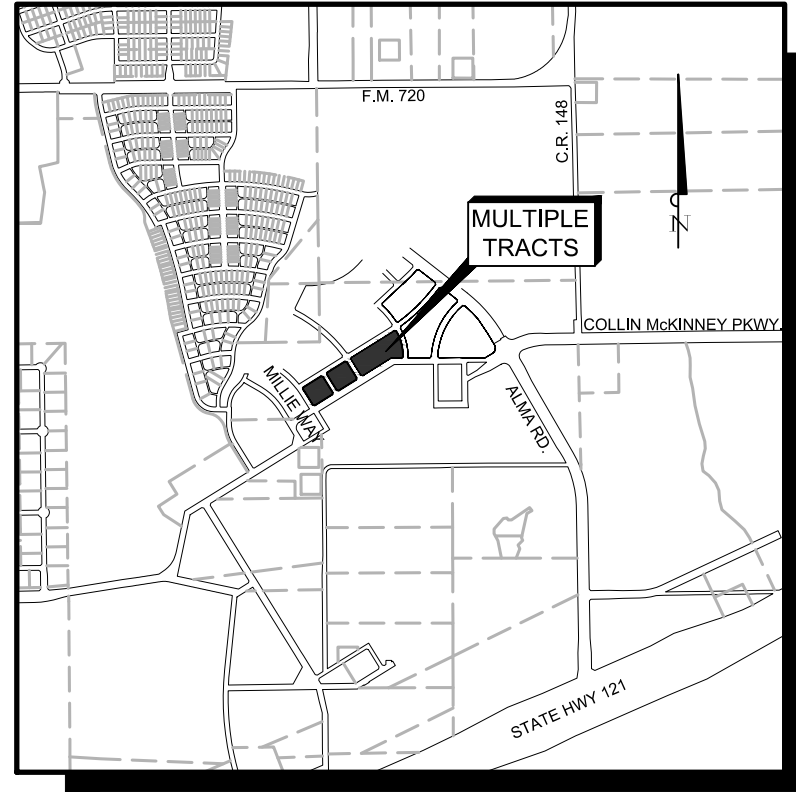 F.M. 720
C.R. 148
N
MULTIPLE
TRACTS
COLLIN McKINNEY PKWY.
MILLIE WAY
ALMA RD.
STATE HWY 121